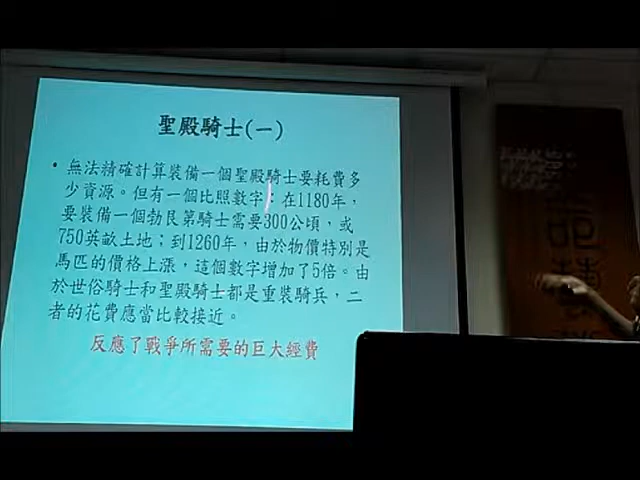 聖殿騎士(一)
• 無法精確計算裝備一個聖殿騎士要耗費多
少資源。但有一個比照數字：在1180年，
要裝備一個勃艮第騎士需要300公頃，或
750英畝土地；到1260年，由於物價特別是
馬匹的價格上漲，這個數字增加了5倍。由
於世俗騎士和聖殿騎士都是重裝騎兵，二
者的花費應當比較接近。
反應了戰爭所需要的巨大經費